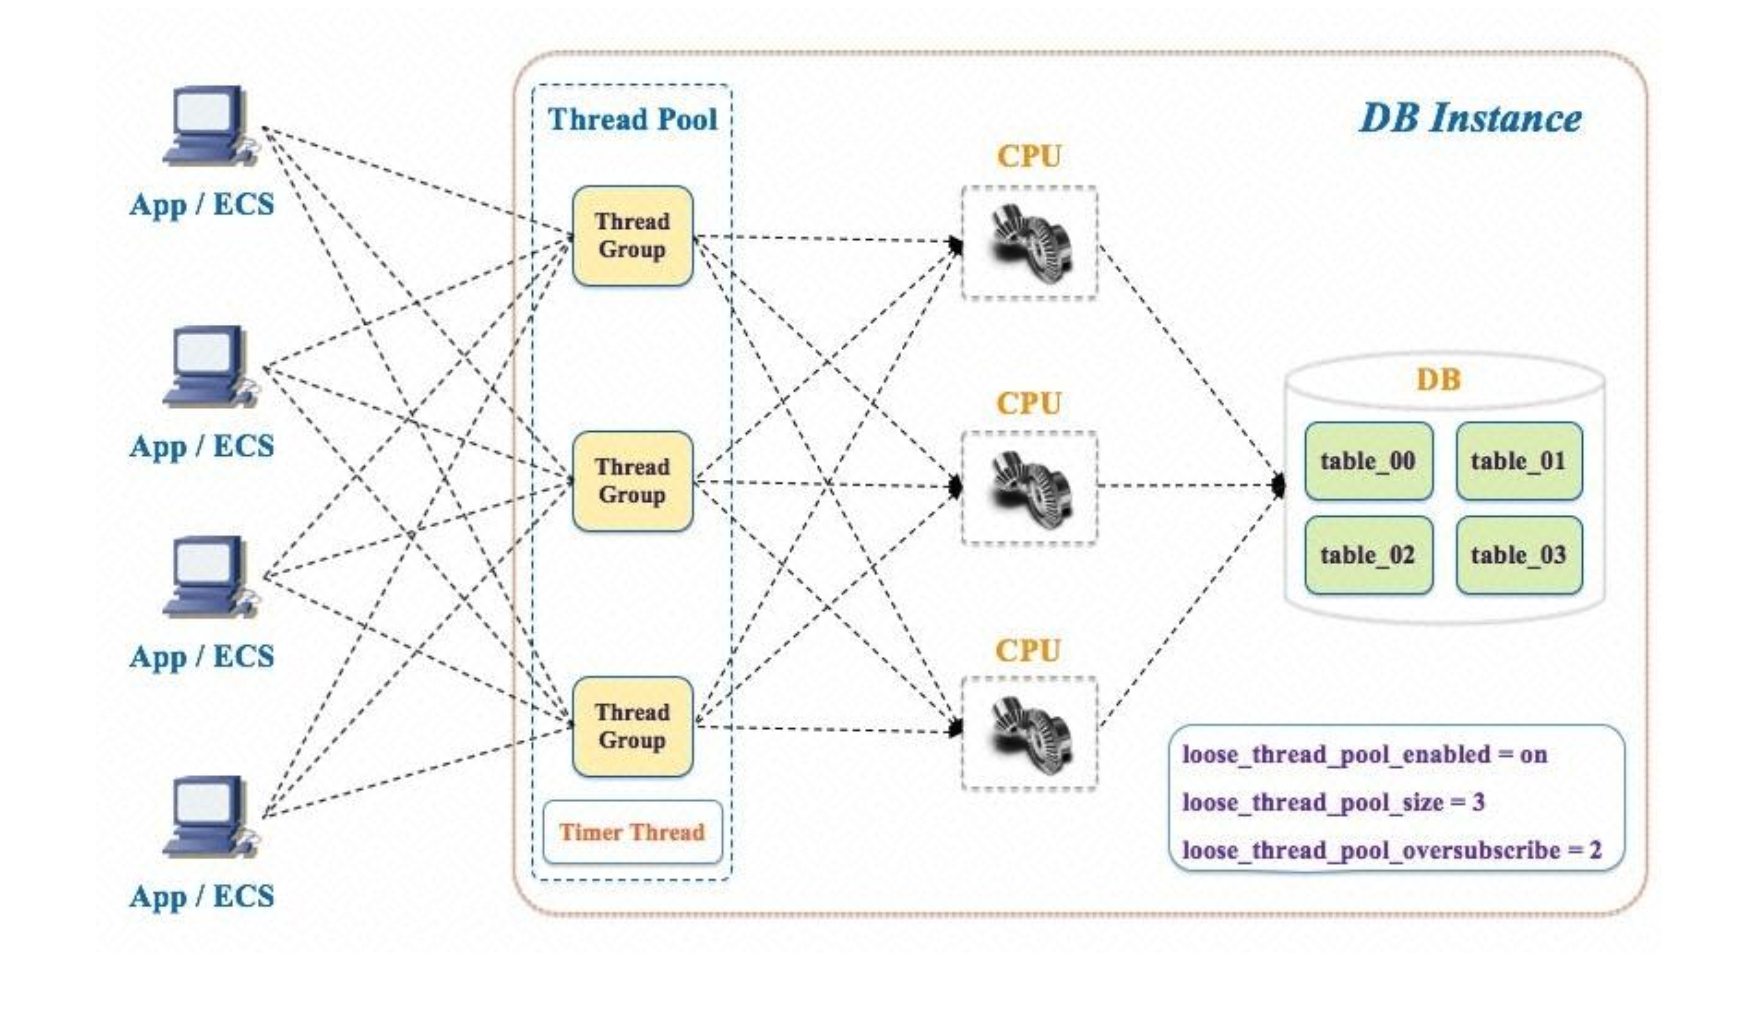 DB Instance
Thread Pool
App / ECS
App / ECS
App / ECS
App / ECS
Thread
Group
Thread
Group
Thread
Group
Timer Thread
CPU
CPU
CPU
DB
table_00
table_01
table_02
table_03
loose_thread_pool_enabled = on
loose_thread_pool_size = 3
loose_thread_pool_oversubscribe = 2